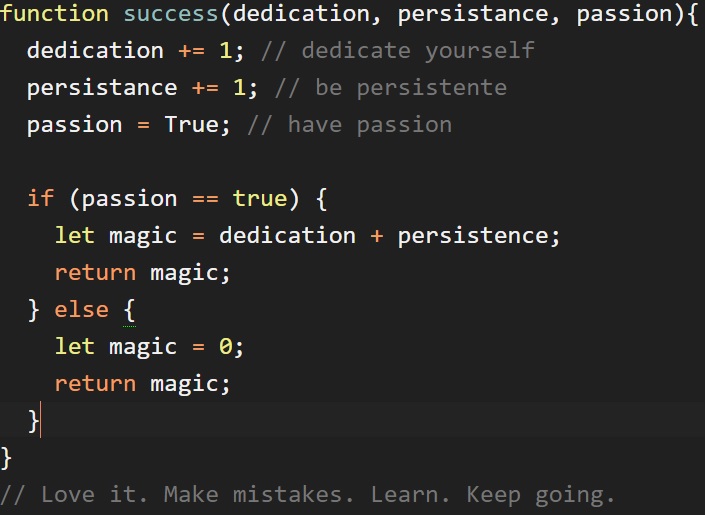 function success(dedication, persistance, passion){
  dedication += 1; // dedicate yourself
  persistance += 1; // be persistente
  passion = True; // have passion

  if (passion == true) {
    let magic = dedication + persistence;
    return magic;
  } else {
    let magic = 0;
    return magic;
  }
}
// Love it. Make mistakes. Learn. Keep going.